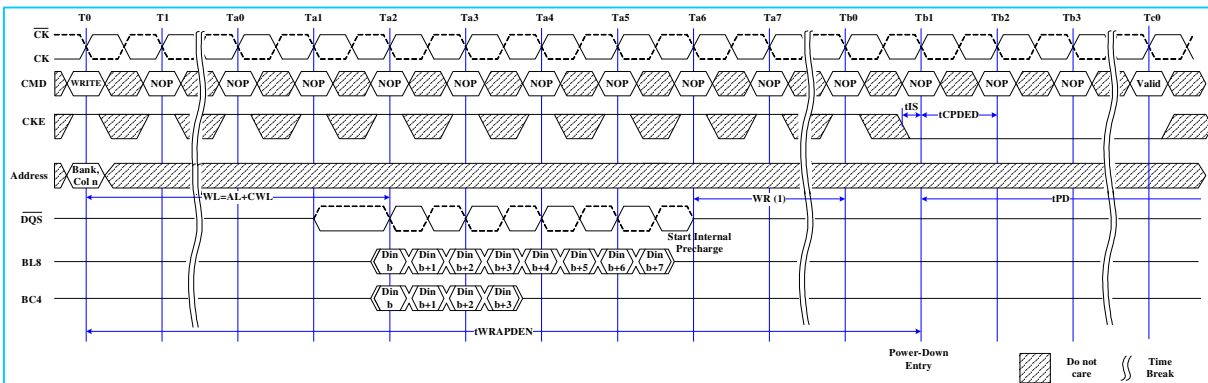 T0 T1 Ta0 Ta1 Ta2 Ta3 Ta4 Ta5 Ta6 Ta7 Tb0 Tb1 Tb2 Tb3 Tc0
CK
CK
CMD WRITE NOP NOP NOP NOP NOP NOP NOP NOP NOP NOP NOP NOP NOP Valid
tIS
CKE tCPDED
Address Bank, Col n
WL=AL+CWL WR (1) tPD
DQS
Start Internal Precharge
BL8 Din b Din b+1 Din b+2 Din b+3 Din b+4 Din b+5 Din b+6 Din b+7
BC4 Din b Din b+1 Din b+2 Din b+3
tWRAPDEN
Power-Down Entry
Do not care
Time Break